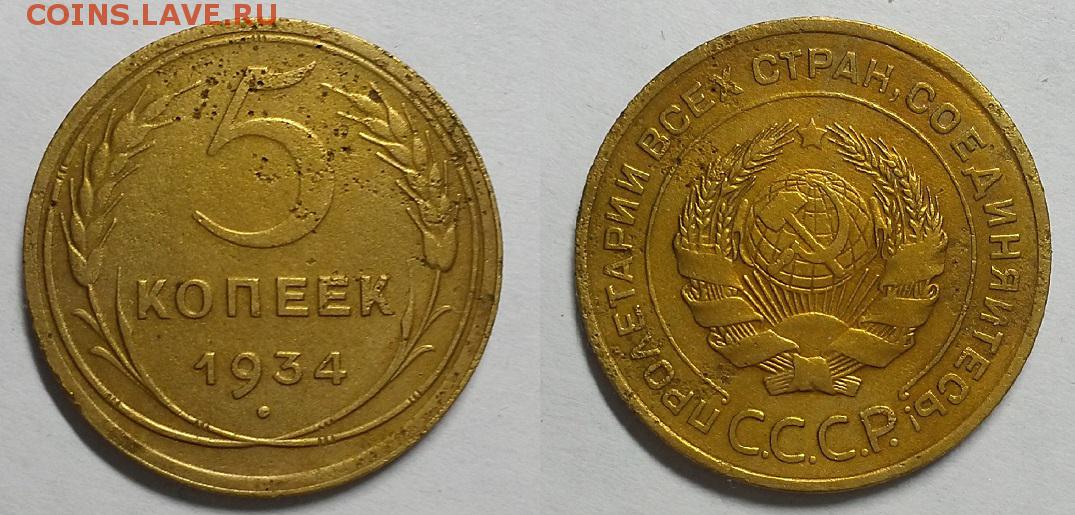 COINS.LAVE.RU
5
КОПЕЕК
1934
ПРОЛЕТАРИИ ВСЕХ СТРАН, СОЕДИНЯЙТЕСЬ!
С.С.С.Р.